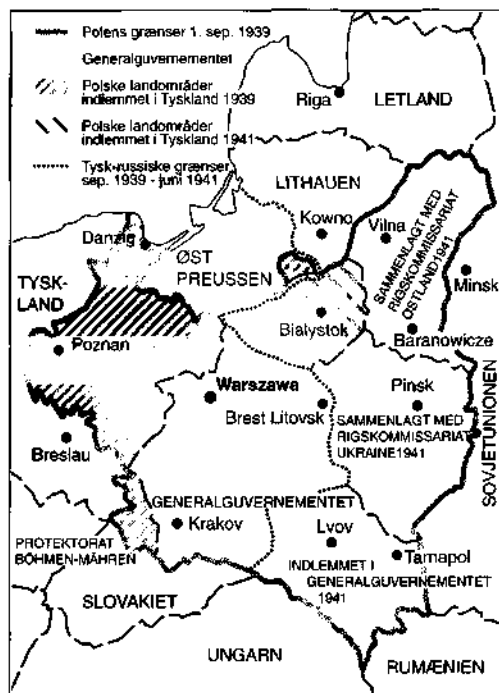 Polens grænser 1. sep. 1939
Generalguvernementet
Polske landområder
indlemmet i Tyskland 1939
Polske landområder
indlemmet i Tyskland 1941
Tysk-russiske grænser
sep. 1939 - juni 1941
Riga
LETLAND
LITHAUEN
Kowno
Vilna
SAMMENLAGT MED
RIGSKOMMISSARIAT
OSTLAND 1941
Minsk
Danzig
ØST
PREUSSEN
TYSK-
LAND
Bialystok
Baranowicze
Poznan
Warszawa
Pinsk
Brest Litovsk
SAMMENLAGT MED
RIGSKOMMISSARIAT
UKRAINE 1941
SOVJETUNIONEN
Breslau
GENERALGUVERNEMENTET
Krakov
Lvov
PROTEKTORAT
BÖHMEN-MÄHREN
Tarnapol
INDLEMMET I
GENERALGUVERNEMENTET
1941
SLOVAKIET
UNGARN
RUMÆNIEN